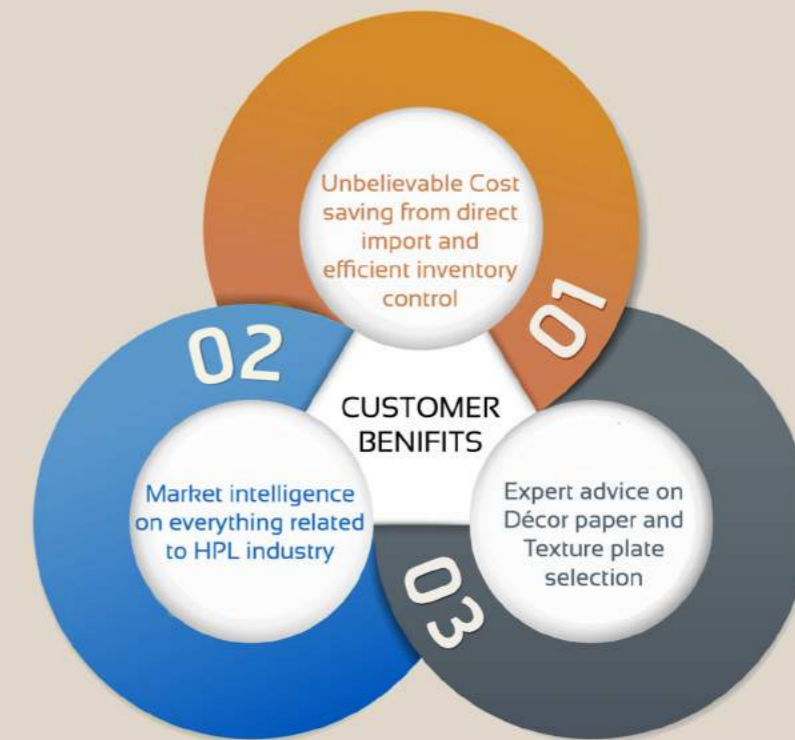 Unbelievable Cost
saving from direct
import and
efficient inventory
control
01
02
CUSTOMER
BENIFITS
Market intelligence
on everything related
to HPL industry
Expert advice on
Décor paper and
Texture plate
selection
03